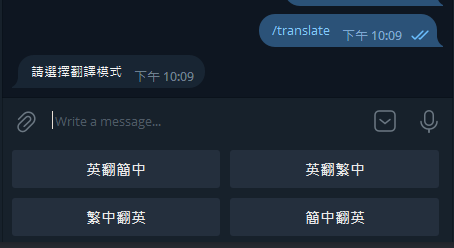 /translate 下午 10:09
請選擇翻譯模式 下午 10:09
Write a message...
英翻簡中 英翻繁中
繁中翻英 簡中翻英